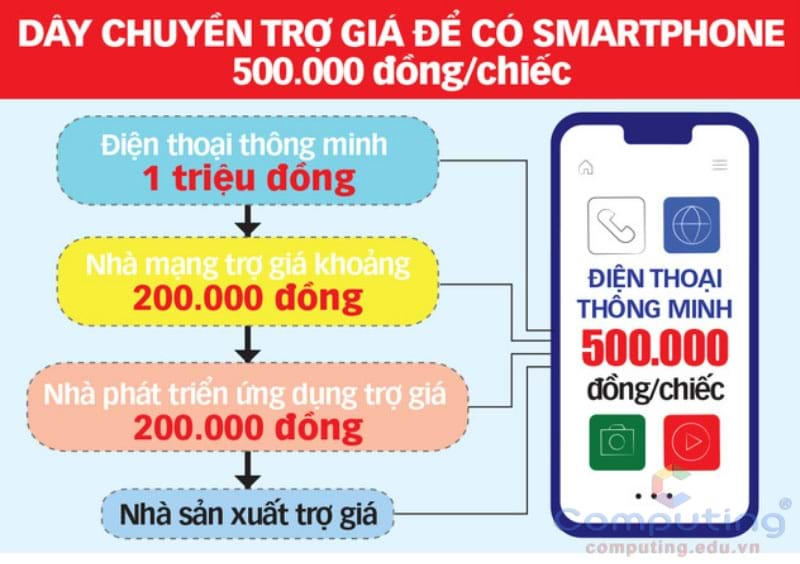 DÂY CHUYỀN TRỢ GIÁ ĐỂ CÓ SMARTPHONE
500.000 đồng/chiếc
Điện thoại thông minh
1 triệu đồng
Nhà mạng trợ giá khoảng
200.000 đồng
Nhà phát triển ứng dụng trợ giá
200.000 đồng
Nhà sản xuất trợ giá
ĐIỆN THOẠI
THÔNG MINH
500.000
đồng/chiếc
Computing®
computing.edu.vn